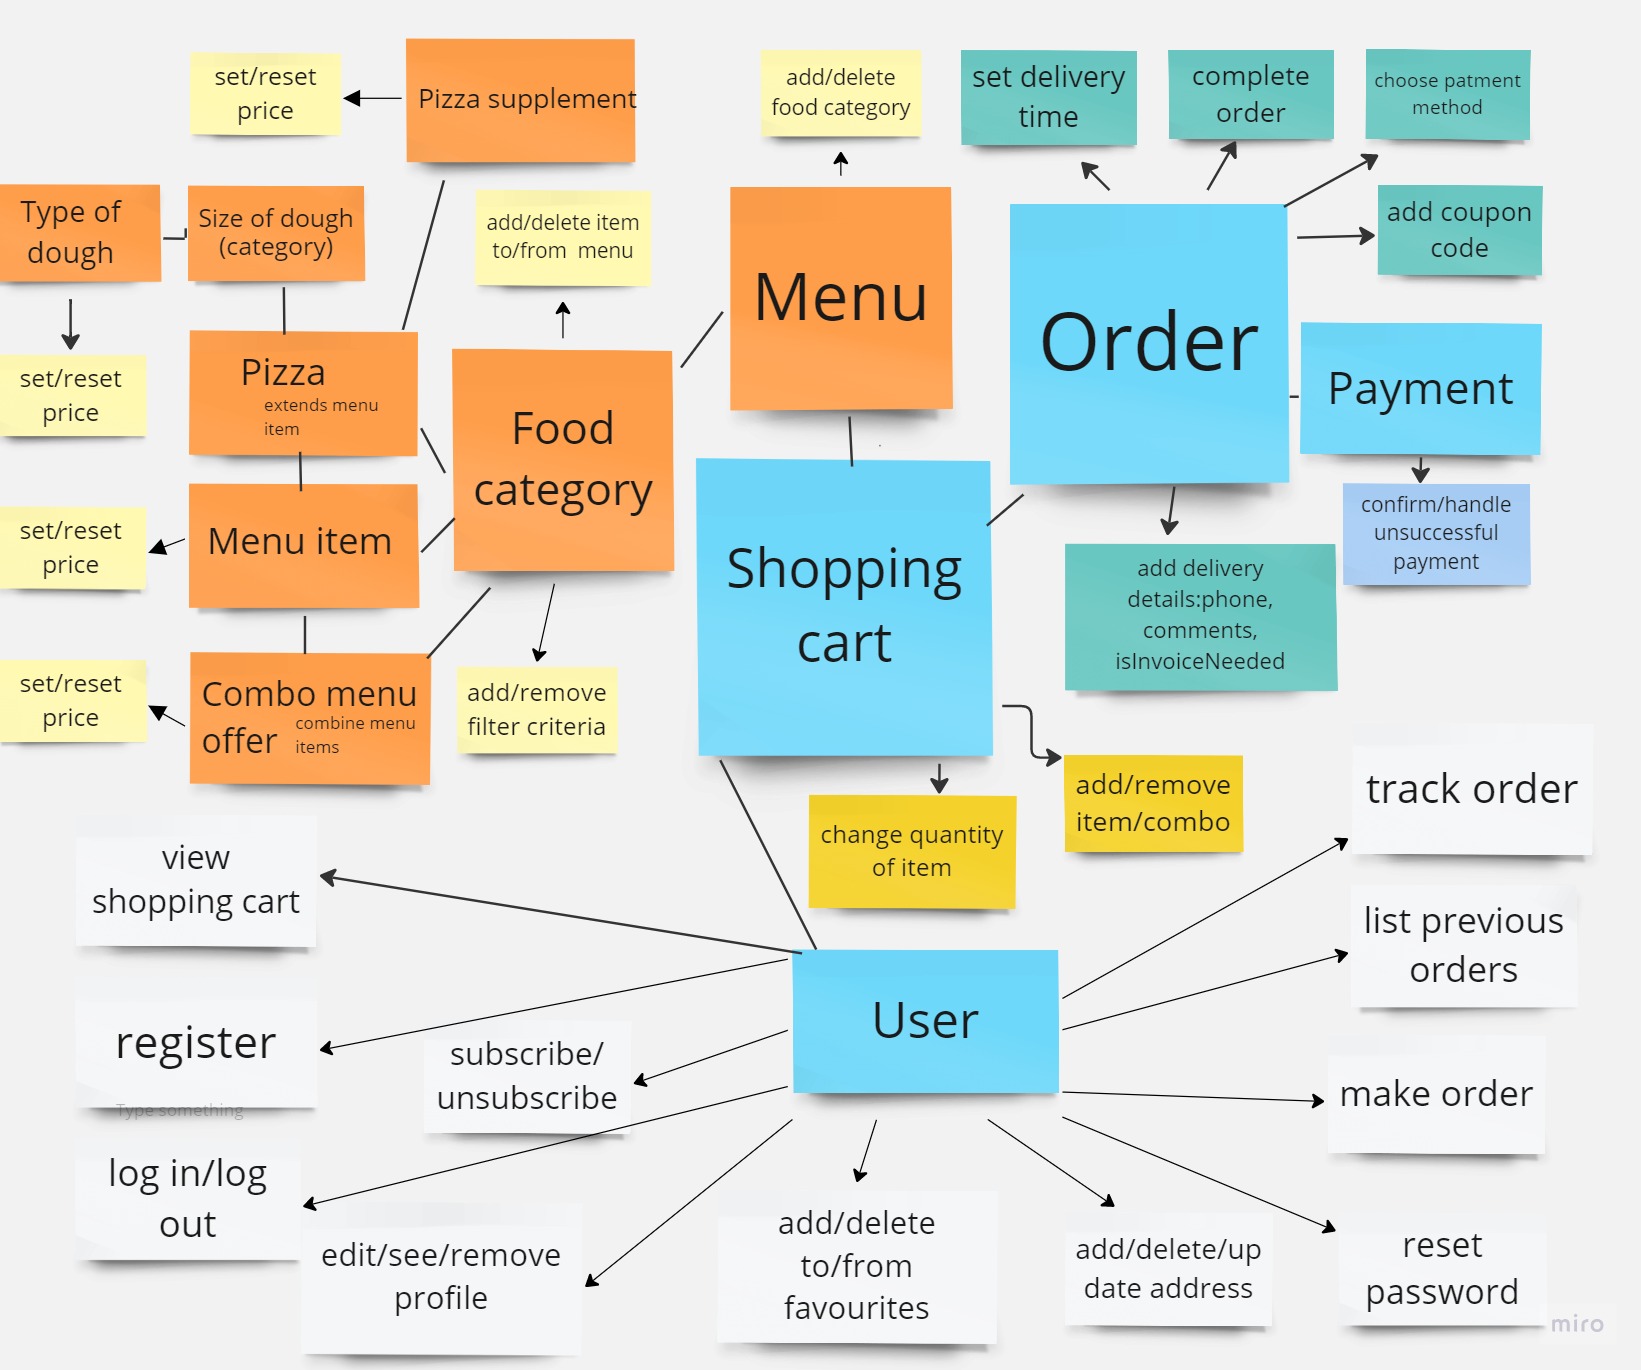 set/reset
price
Pizza supplement
add/delete
food category
set delivery
time
complete
order
choose patment
method
Type of
dough
Size of dough
(category)
add/delete item
to/from  menu
Menu
Order
add coupon
code
set/reset
price
Pizza
extends menu
item
Food
category
Payment
set/reset
price
Menu item
Shopping
cart
confirm/handle
unsuccessful
payment
add delivery
details:phone,
comments,
isInvoiceNeeded
set/reset
price
Combo menu
offer
combine menu
items
add/remove
filter criteria
change quantity
of item
add/remove
item/combo
track order
view
shopping cart
list previous
orders
register
Type something
subscribe/
unsubscribe
User
make order
log in/log
out
edit/see/remove
profile
add/delete
to/from
favourites
add/delete/up
date address
reset
password
miro